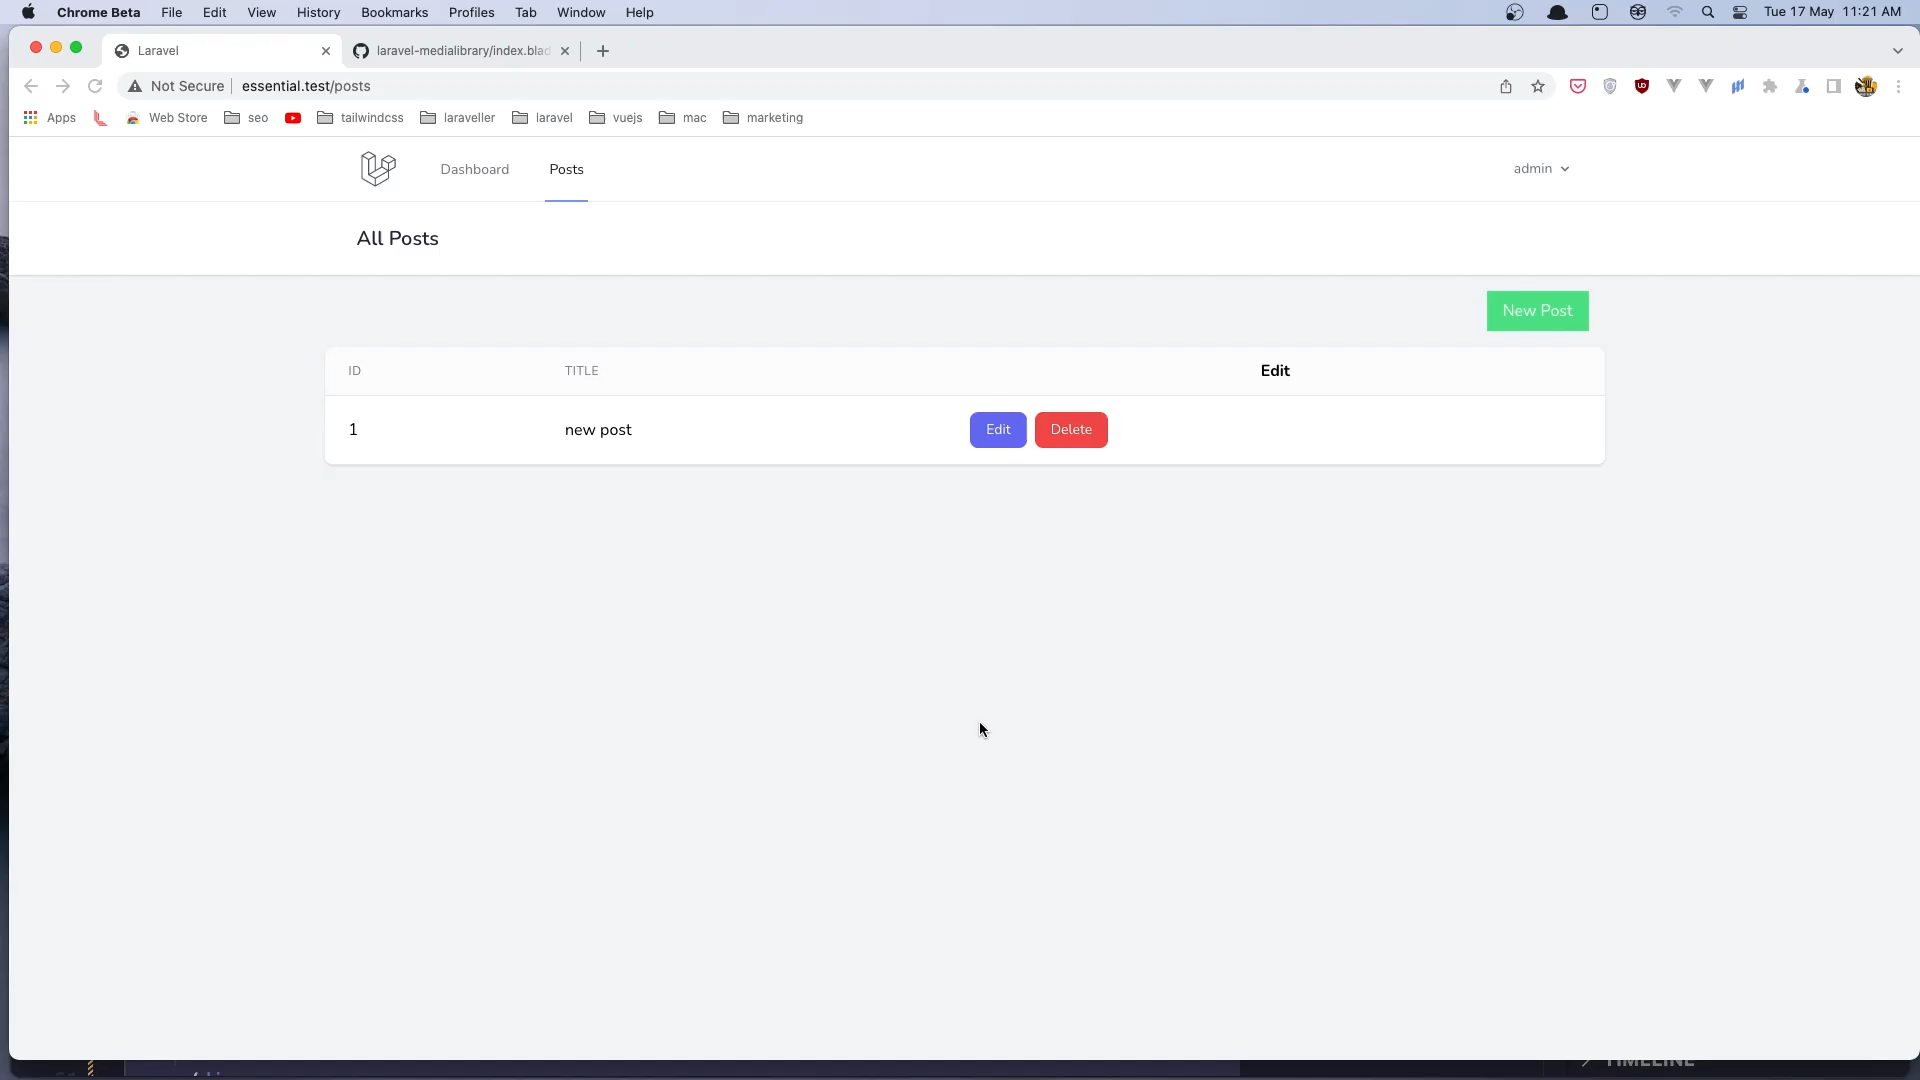 Chrome Beta File Edit View History Bookmarks Profiles Tab Window Help Tue 17 May 11:21 AM
Laravel laravel-medialibrary/index.blad
Not Secure essential.test/posts
Apps Web Store seo tailwindcss laraveller laravel vuejs mac marketing
Dashboard Posts admin
All Posts
New Post
ID TITLE Edit
1 new post Edit Delete
TIMELINE